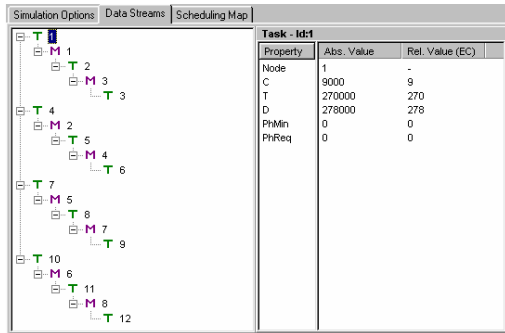 Simulation Options Data Streams Scheduling Map
T 1
M 1
T 2
M 3
T 3
T 4
M 2
T 5
M 4
T 6
T 7
M 5
T 8
M 7
T 9
T 10
M 6
T 11
M 8
T 12
Task - Id:1
Property Abs. Value Rel. Value (EC)
Node 1 -
C 9000 9
T 270000 270
D 278000 278
PhMin 0 0
PhReq 0 0